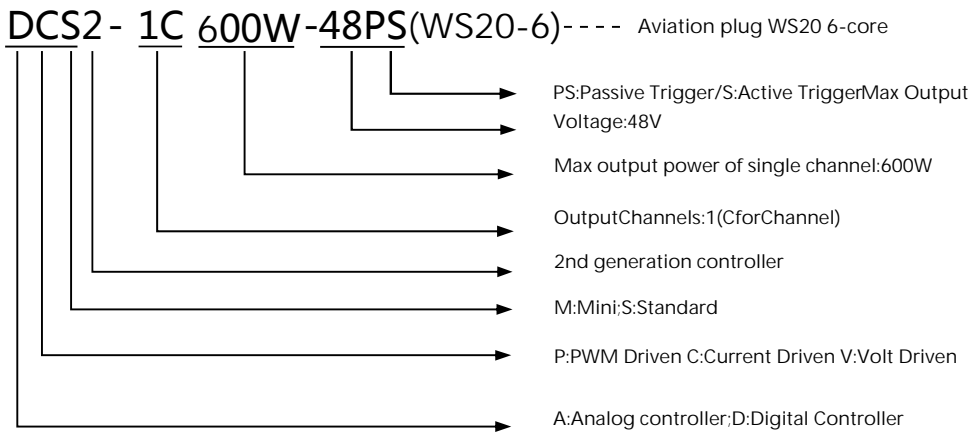 DCS2- 1C 600W-48PS(WS20-6)---- Aviation plug WS20 6-core
PS:Passive Trigger/S:Active TriggerMax Output
Voltage:48V
Max output power of single channel:600W
OutputChannels:1(CforChannel)
2nd generation controller
M:Mini;S:Standard
P:PWM Driven C:Current Driven V:Volt Driven
A:Analog controller;D:Digital Controller